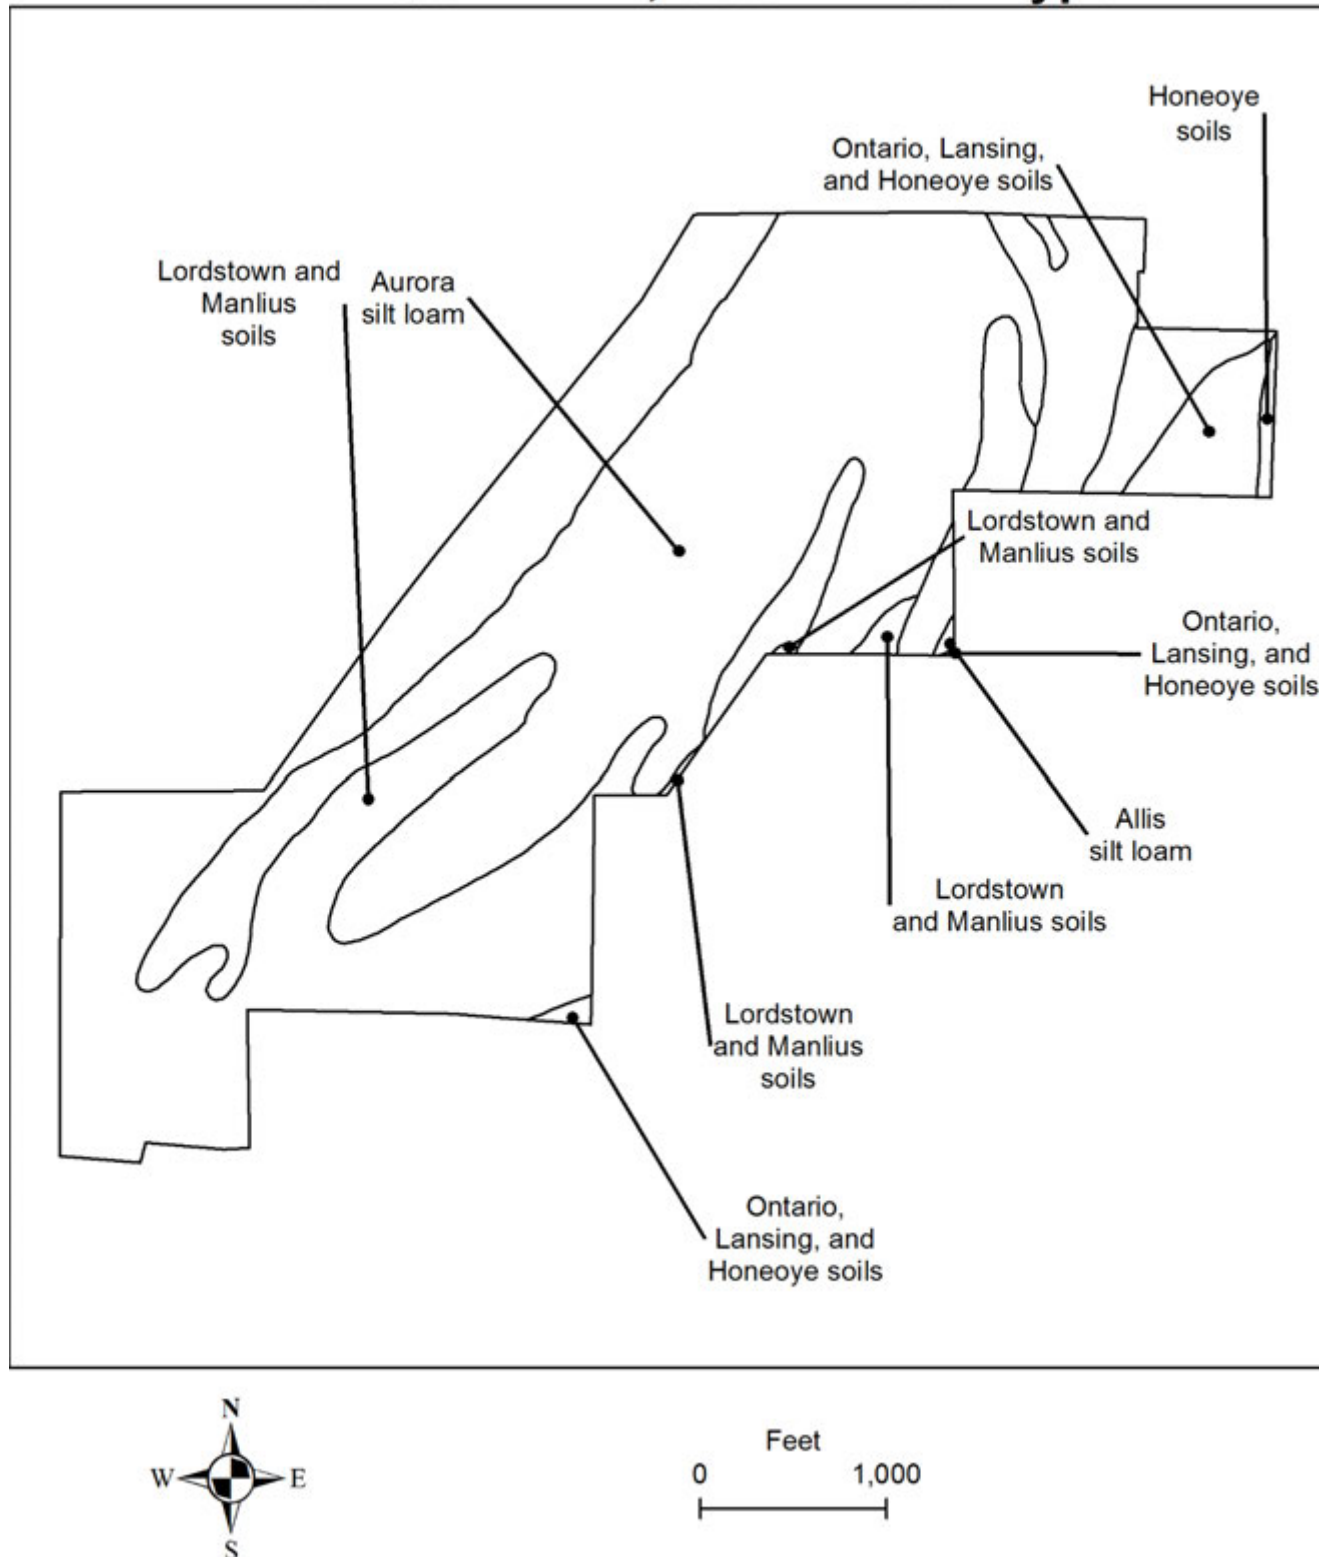 Honeoye
soils
Ontario, Lansing,
and Honeoye soils
Lordstown and
Manlius
soils
Aurora
silt loam
Lordstown and
Manlius soils
Ontario,
Lansing, and
Honeoye soils
Allis
silt loam
Lordstown
and Manlius soils
Lordstown
and Manlius
soils
Ontario,
Lansing, and
Honeoye soils
N
W E
S
Feet
0 1,000